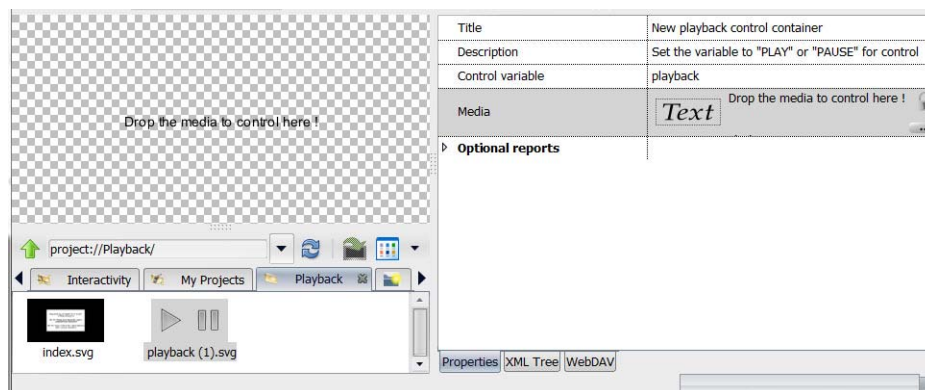 Drop the media to control here !
project://Playback/
Interactivity
My Projects
Playback
index.svg
playback (1).svg
Title
New playback control container
Description
Set the variable to "PLAY" or "PAUSE" for control
Control variable
playback
Media
Text
Drop the media to control here !
Optional reports
Properties
XML Tree
WebDAV